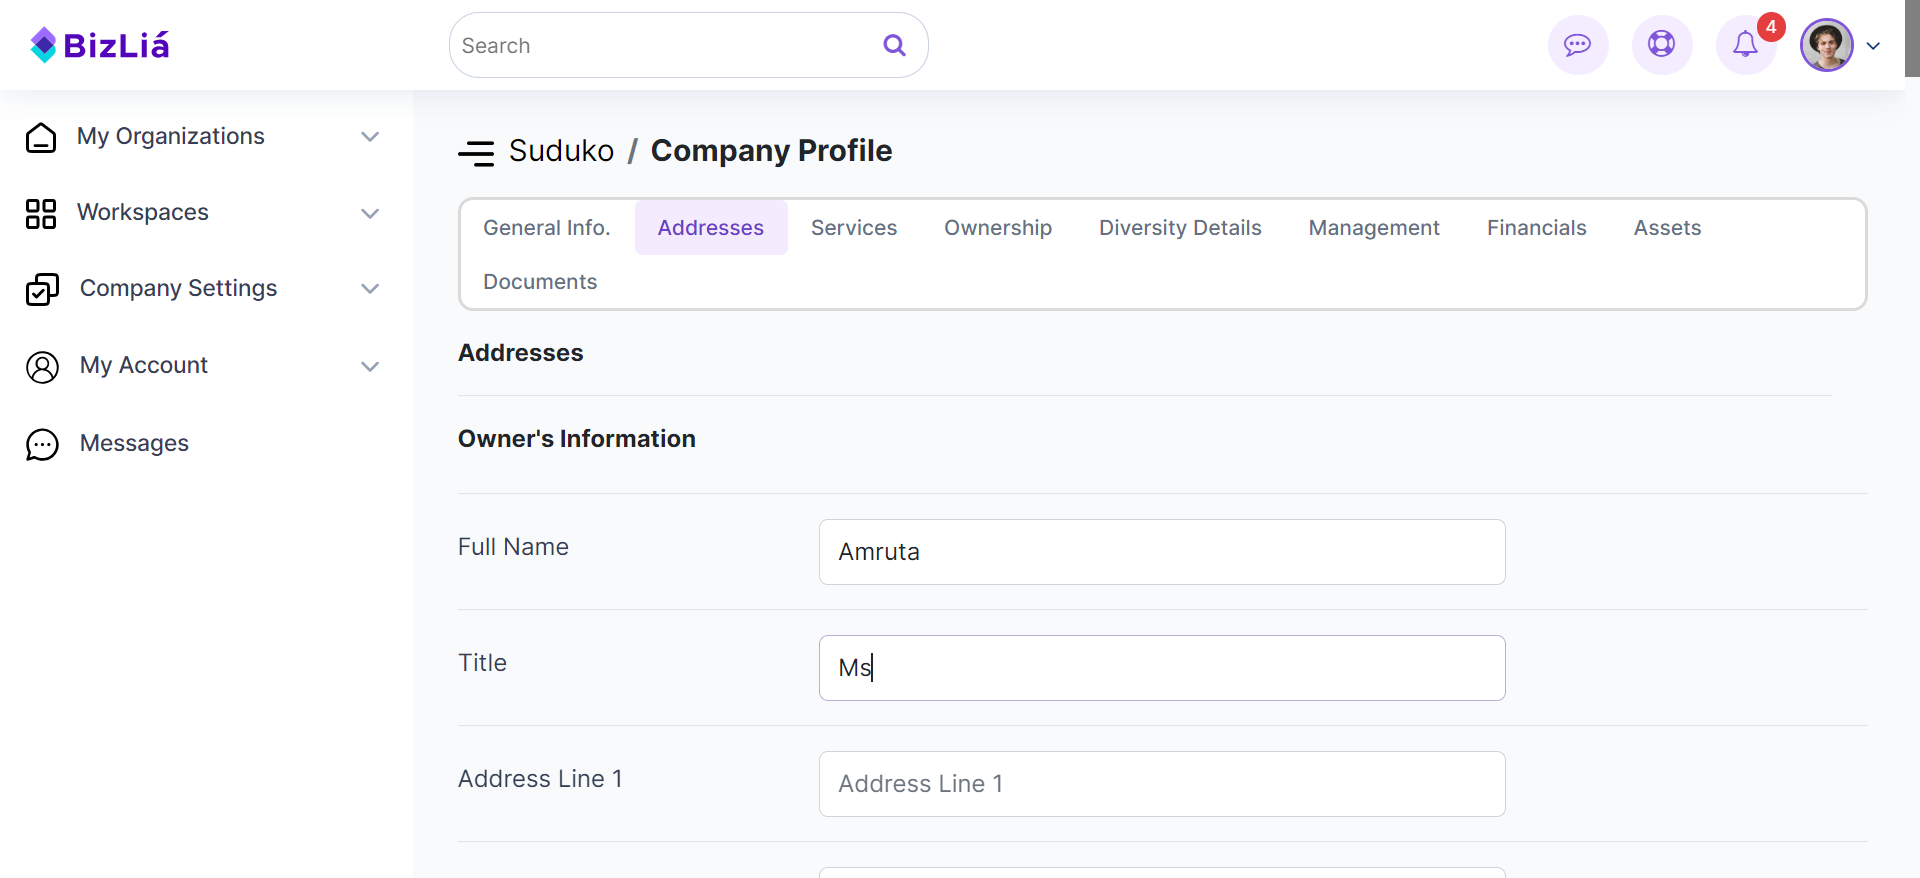 BizLiá
Search
4
My Organizations
Workspaces
Company Settings
My Account
Messages
Suduko / Company Profile
General Info. Addresses Services Ownership Diversity Details Management Financials Assets
Documents
Addresses
Owner's Information
Full Name Amruta
Title Ms
Address Line 1 Address Line 1